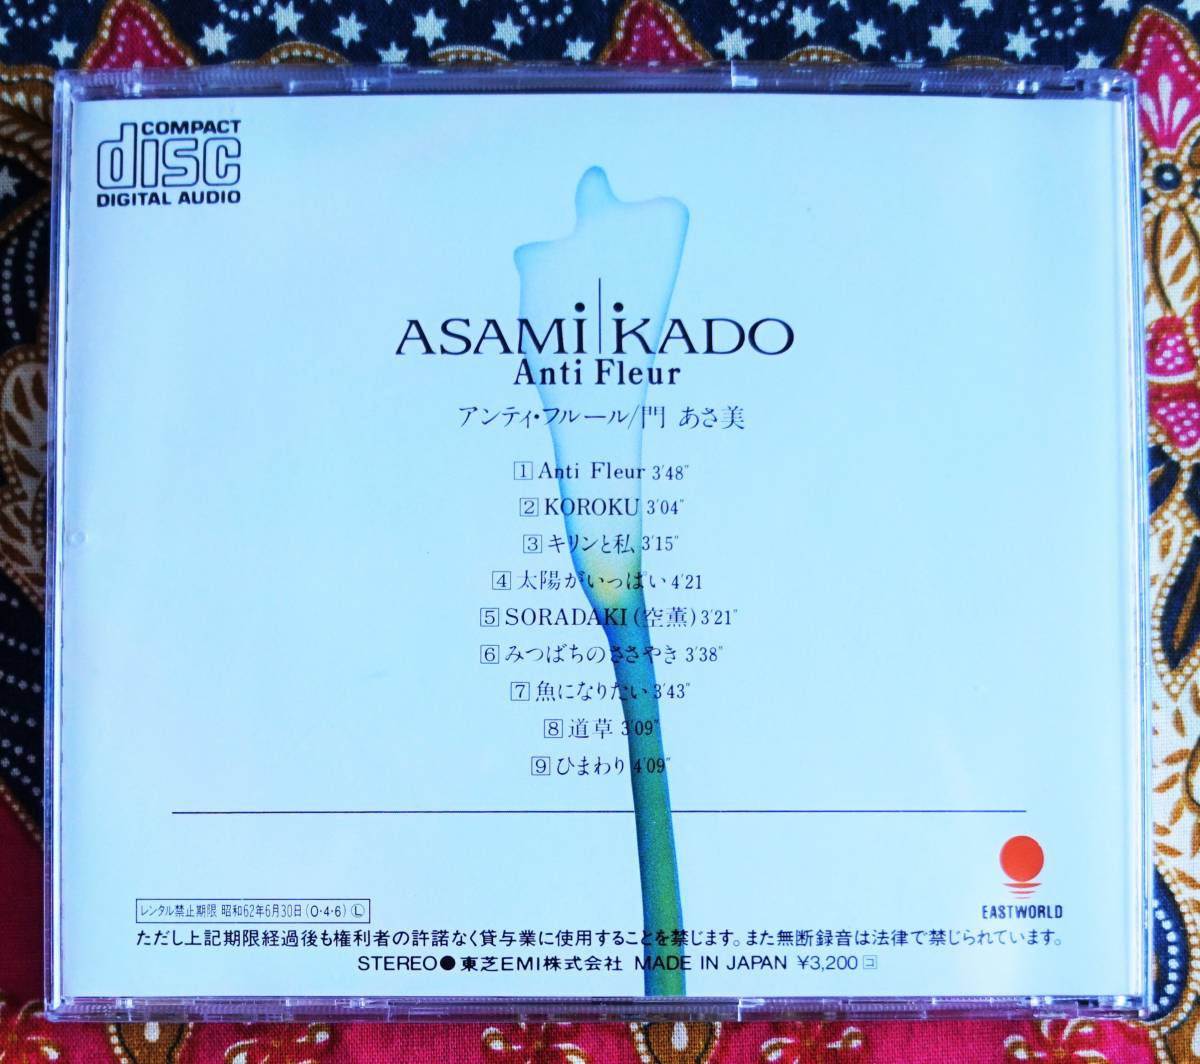 COMPACT
disc
DIGITAL AUDIO
ASAMi KADO
Anti Fleur
アンティ・フルール/門 あさ美
1 Anti Fleur 3'48"
2 KOROKU 3'04"
3 キリンと私 3'15"
4 太陽がいっぱい 4'21
5 SORADAKI (空薫) 3'21"
6 みつばちのささやき 3'38"
7 魚になりたい 3'43"
8 道草 3'09"
9 ひまわり 4'09"
EASTWORLD
レンタル禁止期限 昭和62年6月30日 (O・4・6) Ⓛ
ただし上記期限経過後も権利者の許諾なく貸与業に使用することを禁じます。また無断録音は法律で禁じられています。
STEREO● 東芝EMI株式会社 MADE IN JAPAN ¥3,200 コ